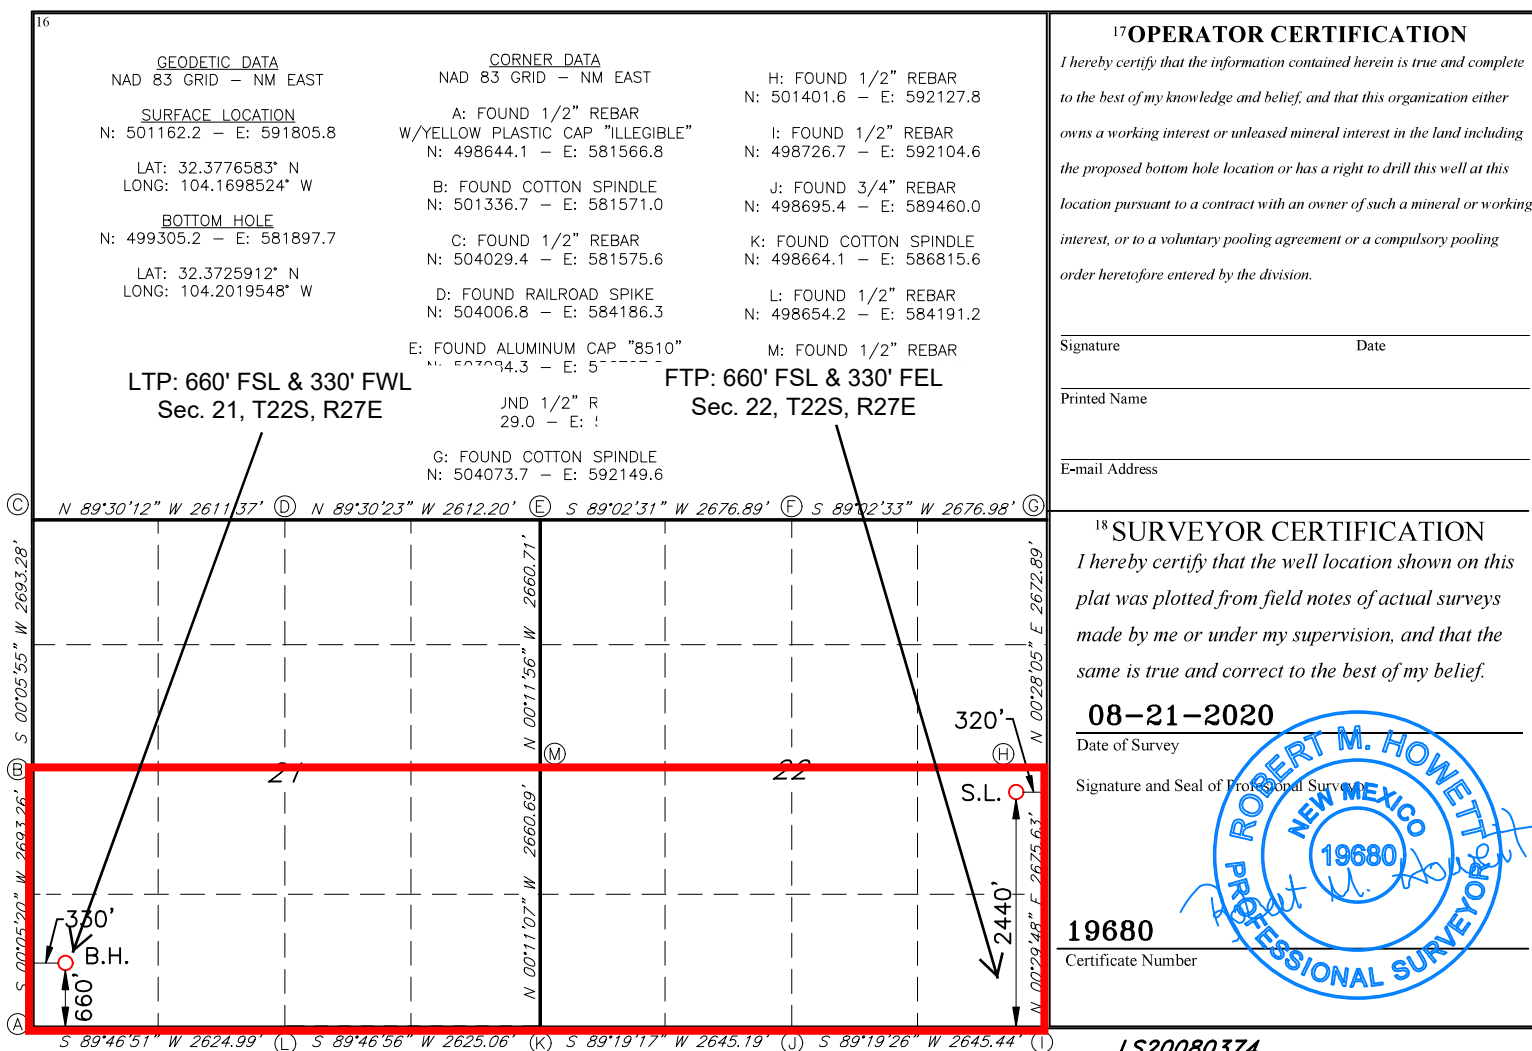 16
GEODETIC DATA
NAD 83 GRID – NM EAST
SURFACE LOCATION
N: 501162.2 – E: 591805.8
LAT: 32.3776583° N
LONG: 104.1698524° W
BOTTOM HOLE
N: 499305.2 – E: 581897.7
LAT: 32.3725912° N
LONG: 104.2019548° W
CORNER DATA
NAD 83 GRID – NM EAST
A: FOUND 1/2" REBAR
W/YELLOW PLASTIC CAP "ILLEGIBLE"
N: 498644.1 – E: 581566.8
B: FOUND COTTON SPINDLE
N: 501336.7 – E: 581571.0
C: FOUND 1/2" REBAR
N: 504029.4 – E: 581575.6
D: FOUND RAILROAD SPIKE
N: 504006.8 – E: 584186.3
E: FOUND ALUMINUM CAP "8510"
JND 1/2" R
29.0 – E:
G: FOUND COTTON SPINDLE
N: 504073.7 – E: 592149.6
H: FOUND 1/2" REBAR
N: 501401.6 – E: 592127.8
I: FOUND 1/2" REBAR
N: 498726.7 – E: 592104.6
J: FOUND 3/4" REBAR
N: 498695.4 – E: 589460.0
K: FOUND COTTON SPINDLE
N: 498664.1 – E: 586815.6
L: FOUND 1/2" REBAR
N: 498654.2 – E: 584191.2
M: FOUND 1/2" REBAR
LTP: 660' FSL & 330' FWL
Sec. 21, T22S, R27E
FTP: 660' FSL & 330' FEL
Sec. 22, T22S, R27E
C N 89°30'12" W 2611.37' D N 89°30'23" W 2612.20' E S 89°02'31" W 2676.89' F S 89°02'33" W 2676.98' G
S 00°05'55" W 2693.28'
N 00°11'56" W 2660.71'
N 00°28'05" E 2672.89'
320'
B M H
21 22
S.L.
S 00°05'20" W 2693.26'
N 00°11'07" W 2660.69'
N 00°29'48" E 2675.63'
2440'
330'
B.H.
660'
A S 89°46'51" W 2624.99' L S 89°46'56" W 2625.06' K S 89°19'17" W 2645.19' J S 89°19'26" W 2645.44' I
17 OPERATOR CERTIFICATION
I hereby certify that the information contained herein is true and complete
to the best of my knowledge and belief, and that this organization either
owns a working interest or unleased mineral interest in the land including
the proposed bottom hole location or has a right to drill this well at this
location pursuant to a contract with an owner of such a mineral or working
interest, or to a voluntary pooling agreement or a compulsory pooling
order heretofore entered by the division.
Signature Date
Printed Name
E-mail Address
18 SURVEYOR CERTIFICATION
I hereby certify that the well location shown on this
plat was plotted from field notes of actual surveys
made by me or under my supervision, and that the
same is true and correct to the best of my belief.
08-21-2020
Date of Survey
Signature and Seal of Professional Surveyor
ROBERT M. HOWETT
NEW MEXICO
19680
PROFESSIONAL SURVEYOR
Robert M. Howett
19680
Certificate Number
LS20080374